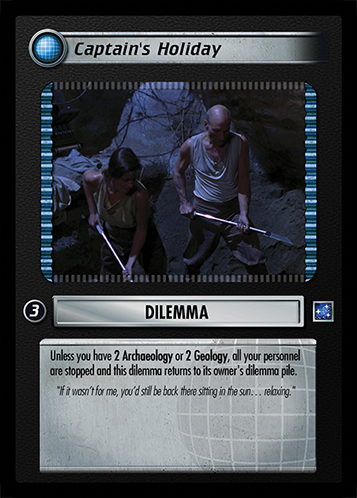 Captain's Holiday
3
DILEMMA
Unless you have 2 Archaeology or 2 Geology, all your personnel
are stopped and this dilemma returns to its owner's dilemma pile.
"If it wasn't for me, you'd still be back there sitting in the sun... relaxing."